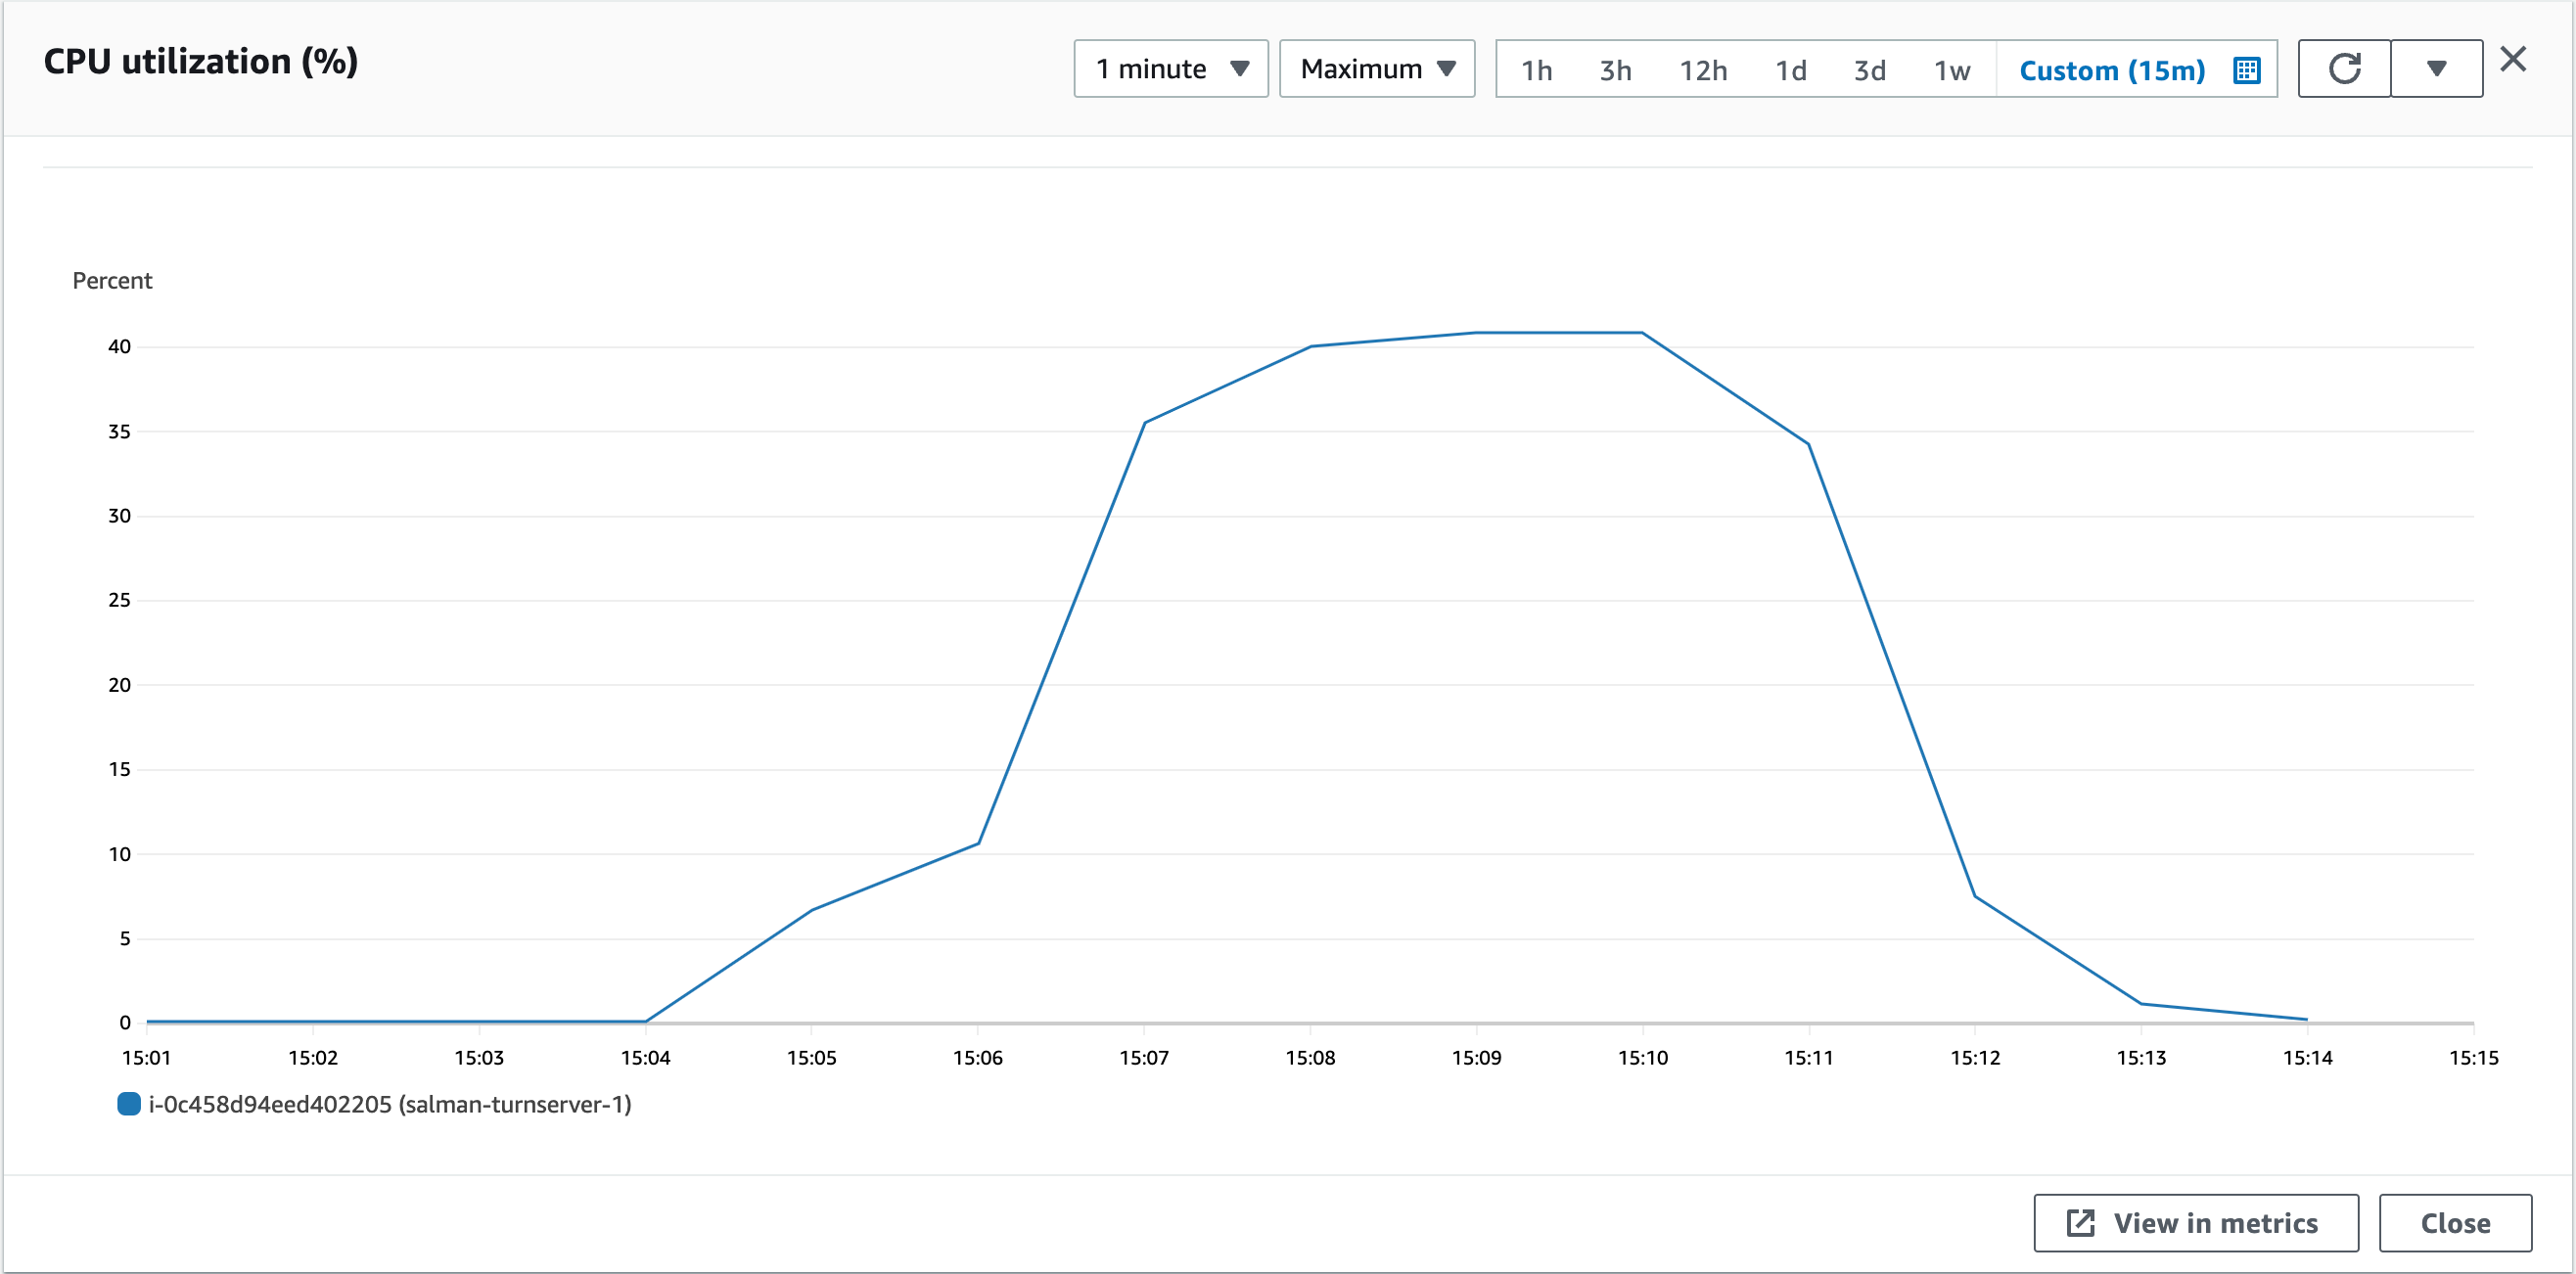 CPU utilization (%)
1 minute
Maximum
1h 3h 12h 1d 3d 1w Custom (15m)
Percent
40
35
30
25
20
15
10
5
0
15:01 15:02 15:03 15:04 15:05 15:06 15:07 15:08 15:09 15:10 15:11 15:12 15:13 15:14 15:15
i-0c458d94eed402205 (salman-turnserver-1)
View in metrics
Close